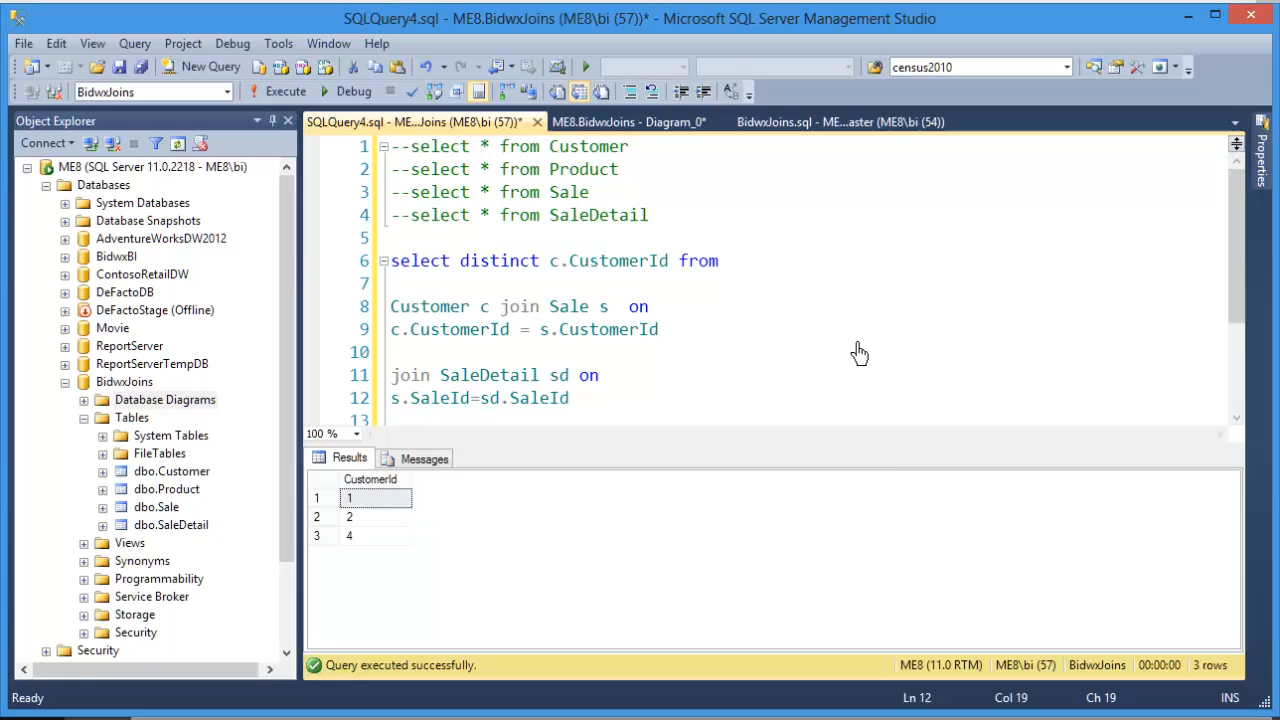 SQLQuery4.sql - ME8.BidwxJoins (ME8\bi (57))* - Microsoft SQL Server Management Studio
File Edit View Query Project Debug Tools Window Help
New Query census2010
BidwxJoins Execute Debug
Object Explorer
Connect
ME8 (SQL Server 11.0.2218 - ME8\bi)
Databases
System Databases
Database Snapshots
AdventureWorksDW2012
BidwxBI
ContosoRetailDW
DeFactoDB
DeFactoStage (Offline)
Movie
ReportServer
ReportServerTempDB
BidwxJoins
Database Diagrams
Tables
System Tables
FileTables
dbo.Customer
dbo.Product
dbo.Sale
dbo.SaleDetail
Views
Synonyms
Programmability
Service Broker
Storage
Security
Security
SQLQuery4.sql - ME...Joins (ME8\bi (57))* ME8.BidwxJoins - Diagram_0* BidwxJoins.sql - ME...aster (ME8\bi (54))
1 --select * from Customer
2 --select * from Product
3 --select * from Sale
4 --select * from SaleDetail
5
6 select distinct c.CustomerId from
7
8 Customer c join Sale s on
9 c.CustomerId = s.CustomerId
10
11 join SaleDetail sd on
12 s.SaleId=sd.SaleId
13
100 %
Results Messages
CustomerId
1 1
2 2
3 4
Query executed successfully. ME8 (11.0 RTM) ME8\bi (57) BidwxJoins 00:00:00 3 rows
Ready Ln 12 Col 19 Ch 19 INS
Properties